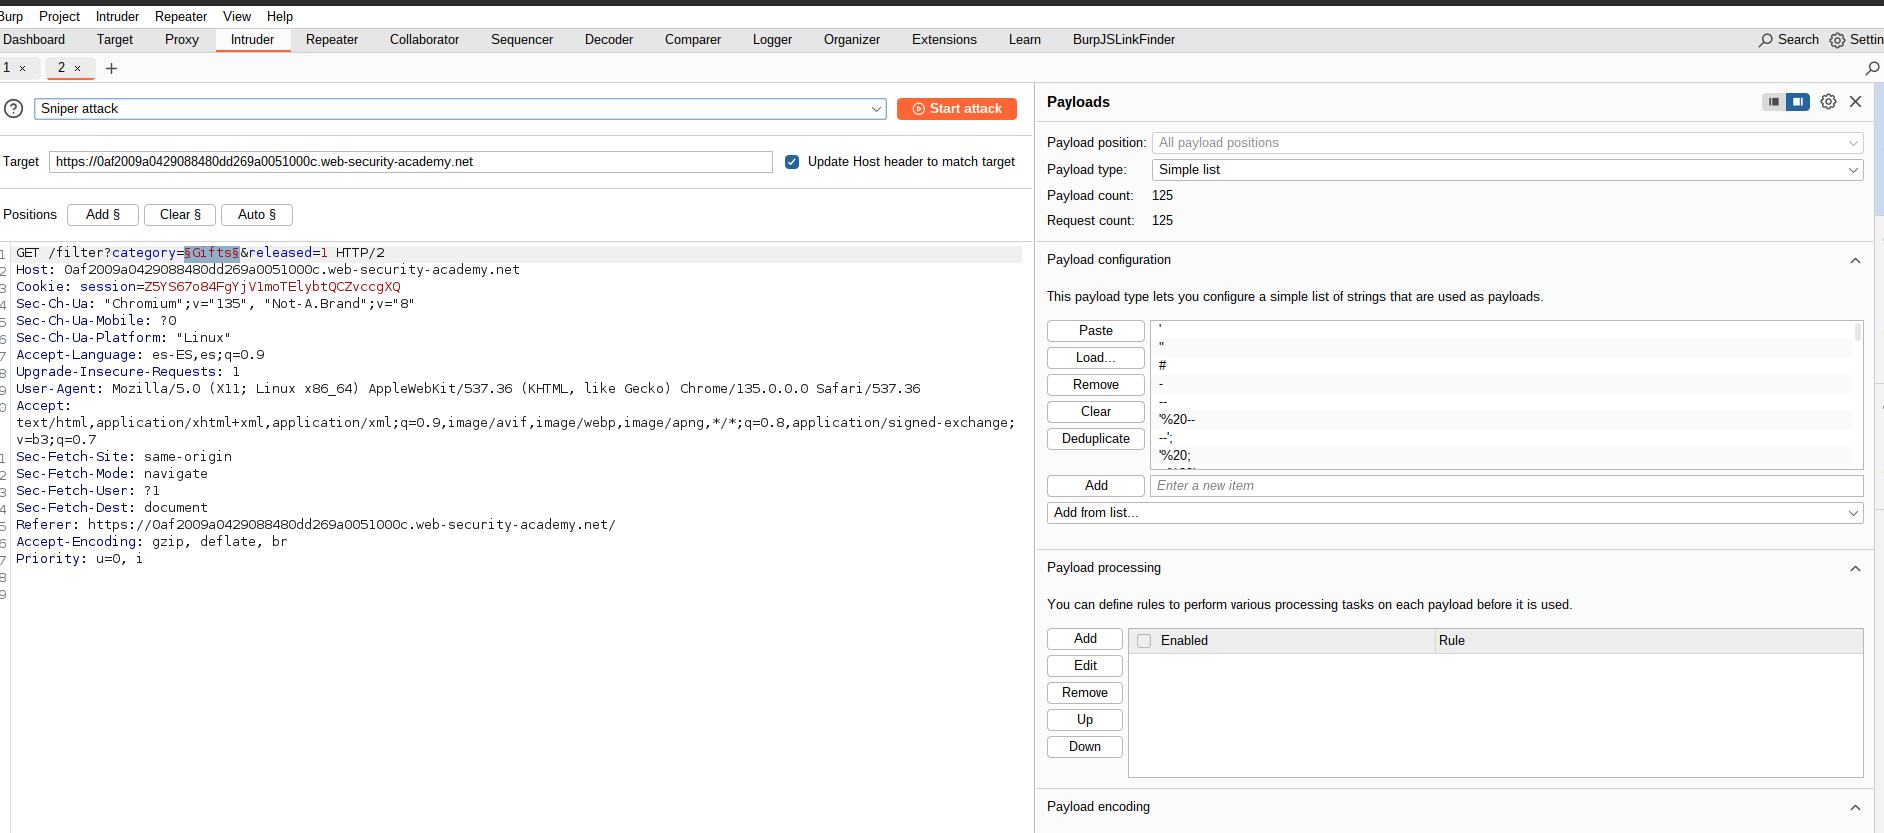 Burp Project Intruder Repeater View Help
Dashboard Target Proxy Intruder Repeater Collaborator Sequencer Decoder Comparer Logger Organizer Extensions Learn BurpJSLinkFinder Search Settin
1 × 2 × +
? Sniper attack Start attack
Target https://0af2009a0429088480dd269a0051000c.web-security-academy.net Update Host header to match target
Positions Add § Clear § Auto §
1 GET /filter?category=§Gifts§&released=1 HTTP/2
2 Host: 0af2009a0429088480dd269a0051000c.web-security-academy.net
3 Cookie: session=Z5YS67o84FgYjV1moTElybtQCZvccgXQ
4 Sec-Ch-Ua: "Chromium";v="135", "Not-A.Brand";v="8"
5 Sec-Ch-Ua-Mobile: ?0
6 Sec-Ch-Ua-Platform: "Linux"
7 Accept-Language: es-ES,es;q=0.9
8 Upgrade-Insecure-Requests: 1
9 User-Agent: Mozilla/5.0 (X11; Linux x86_64) AppleWebKit/537.36 (KHTML, like Gecko) Chrome/135.0.0.0 Safari/537.36
0 Accept:
text/html,application/xhtml+xml,application/xml;q=0.9,image/avif,image/webp,image/apng,*/*;q=0.8,application/signed-exchange;
v=b3;q=0.7
1 Sec-Fetch-Site: same-origin
2 Sec-Fetch-Mode: navigate
3 Sec-Fetch-User: ?1
4 Sec-Fetch-Dest: document
5 Referer: https://0af2009a0429088480dd269a0051000c.web-security-academy.net/
6 Accept-Encoding: gzip, deflate, br
7 Priority: u=0, i
8
9
Payloads
Payload position: All payload positions
Payload type: Simple list
Payload count: 125
Request count: 125
Payload configuration
This payload type lets you configure a simple list of strings that are used as payloads.
Paste
Load...
Remove
Clear
Deduplicate
'
"
#
-
--
'%20--
--';
'%20;
Add Enter a new item
Add from list...
Payload processing
You can define rules to perform various processing tasks on each payload before it is used.
Add
Edit
Remove
Up
Down
Enabled Rule
Payload encoding